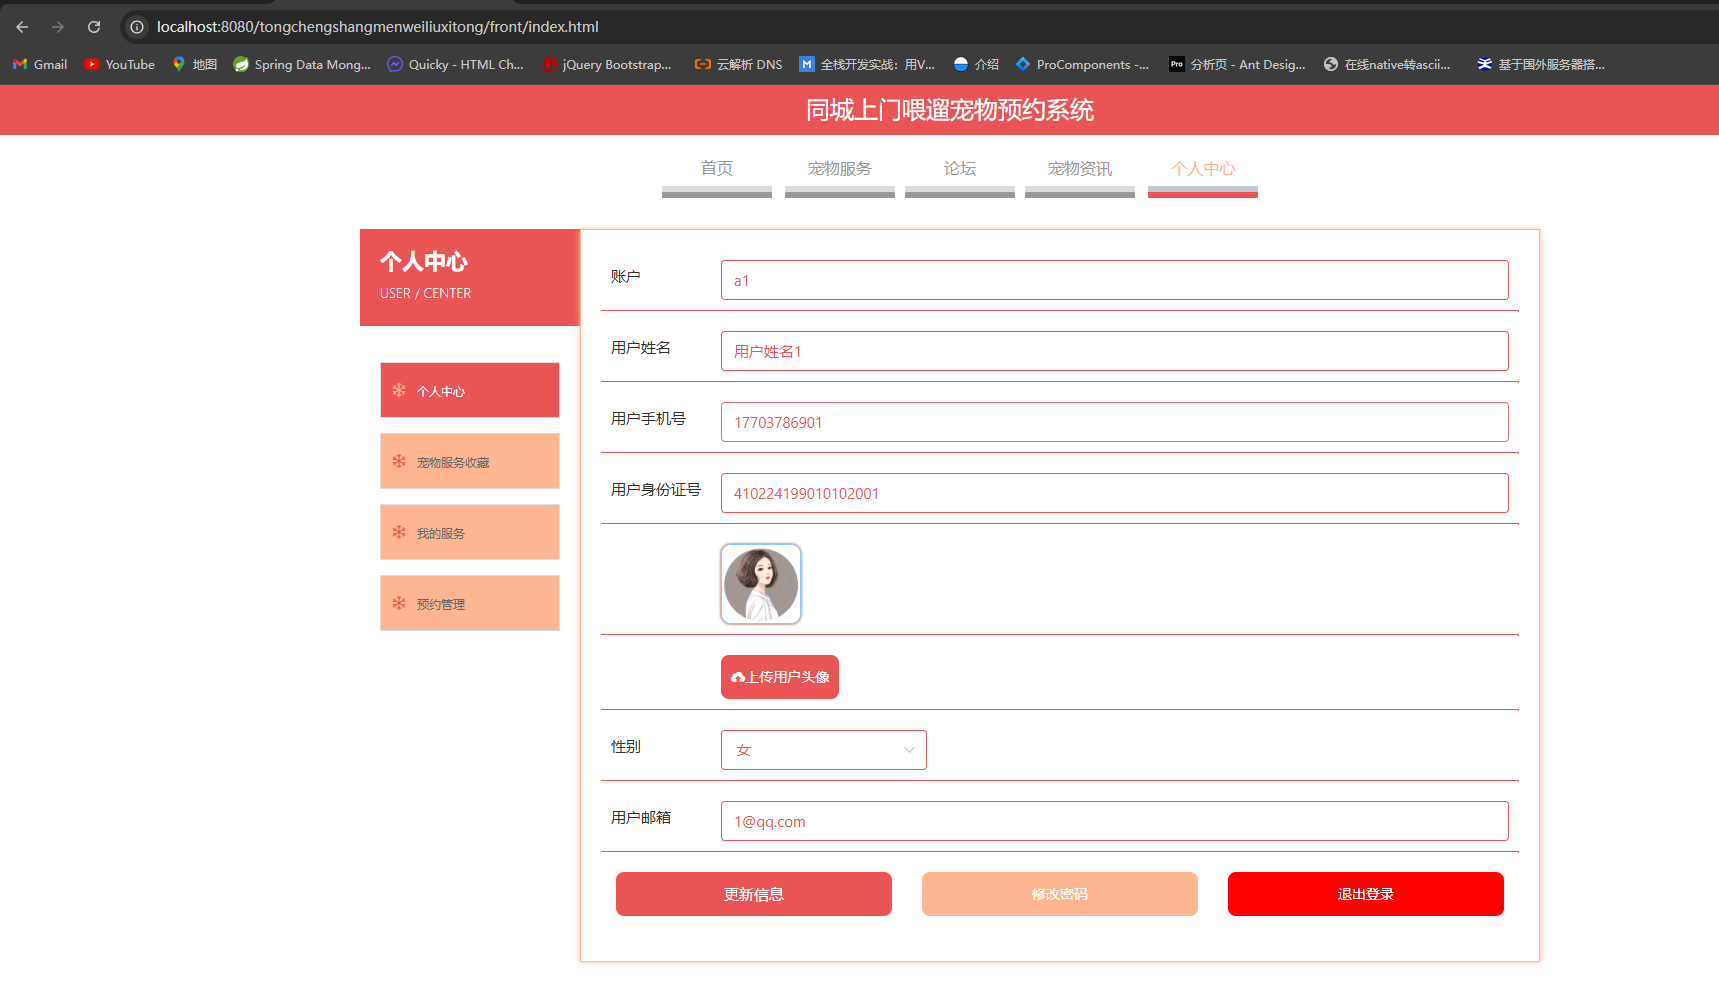 localhost:8080/tongchengshangmenweiliuxitong/front/index.html
Gmail YouTube 地图 Spring Data Mong... Quicky - HTML Ch... jQuery Bootstrap... 云解析 DNS 全栈开发实战：用V... 介绍 ProComponents -... Pro 分析页 - Ant Desig... 在线native转ascii... 基于国外服务器搭...
同城上门喂遛宠物预约系统
首页 宠物服务 论坛 宠物资讯 个人中心
个人中心
USER / CENTER
个人中心
宠物服务收藏
我的服务
预约管理
账户 a1
用户姓名 用户姓名1
用户手机号 17703786901
用户身份证号 410224199010102001
上传用户头像
性别 女
用户邮箱 1@qq.com
更新信息 修改密码 退出登录